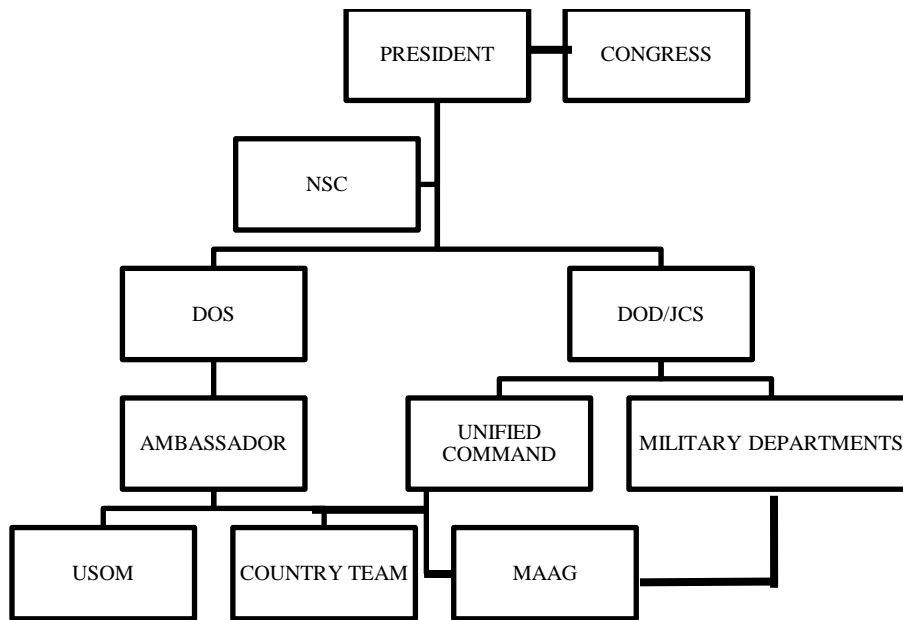 PRESIDENT
CONGRESS
NSC
DOS
DOD/JCS
AMBASSADOR
UNIFIED
COMMAND
MILITARY DEPARTMENTS
USOM
COUNTRY TEAM
MAAG